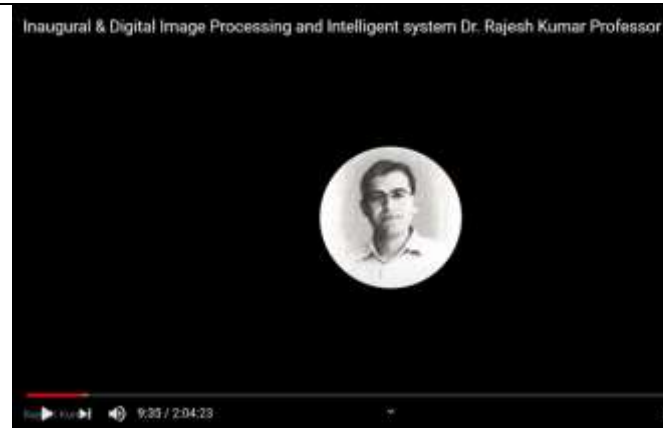 Inaugural & Digital Image Processing and Intelligent system Dr. Rajesh Kumar Professor
9:35 / 2:04:23